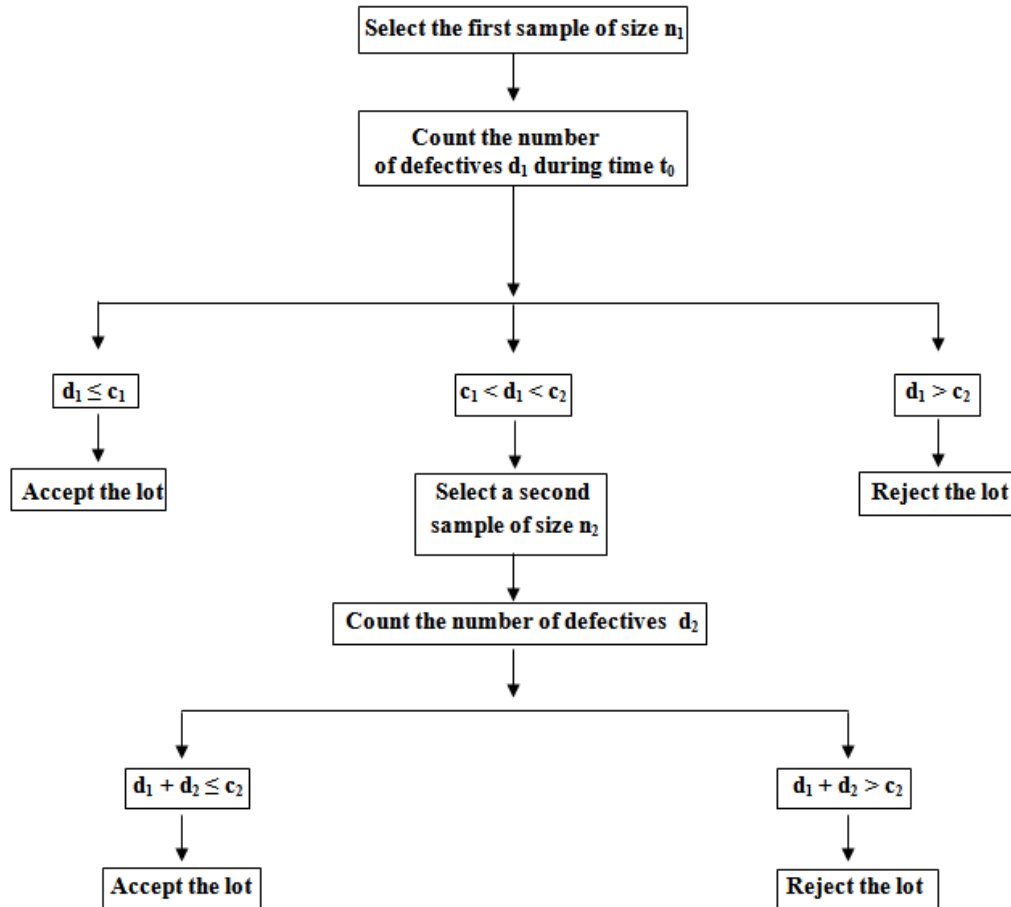 Select the first sample of size n₁
Count the number
of defectives d₁ during time t₀
d₁ ≤ c₁
c₁ < d₁ < c₂
d₁ > c₂
Accept the lot
Select a second
sample of size n₂
Reject the lot
Count the number of defectives d₂
d₁ + d₂ ≤ c₂
d₁ + d₂ > c₂
Accept the lot
Reject the lot